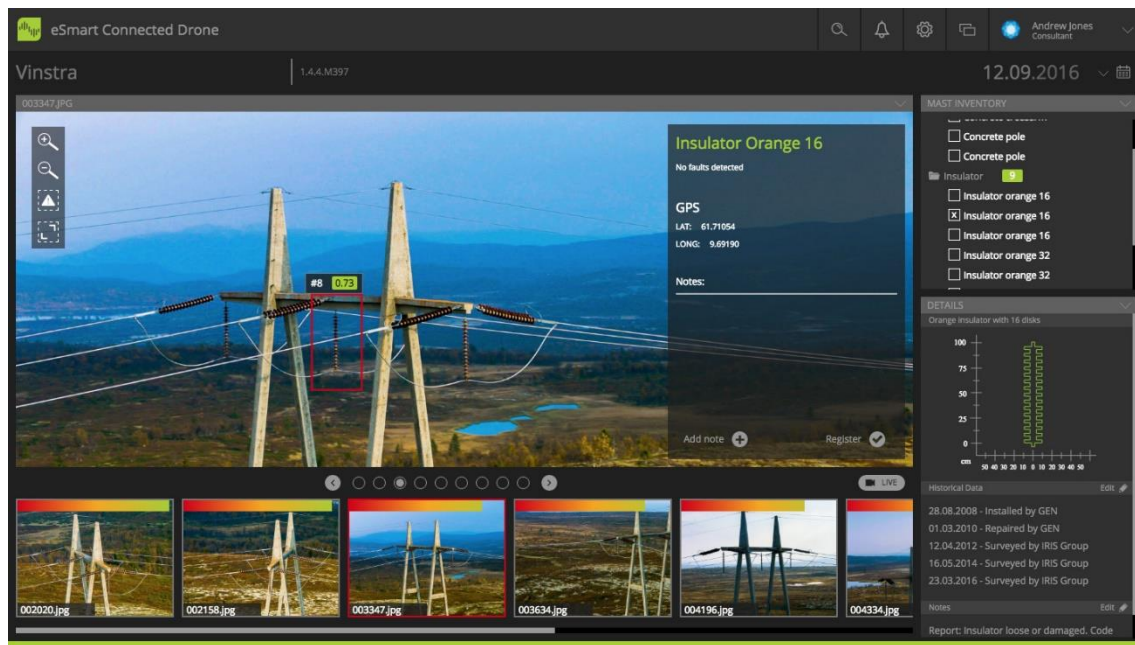 eSmart Connected Drone
Andrew Jones
Consultant
Vinstra
1.4.4.M397
12.09.2016
003347.JPG
Insulator Orange 16
No faults detected
GPS
LAT: 61.71054
LONG: 9.69190
Notes:
Add note
Register
#8 0.73
LIVE
002020.jpg
002158.jpg
003347.jpg
003634.jpg
004196.jpg
004334.jpg
MAST INVENTORY
Concrete pole
Concrete pole
Insulator 9
Insulator orange 16
X Insulator orange 16
Insulator orange 16
Insulator orange 32
Insulator orange 32
DETAILS
Orange insulator with 16 disks
100
75
50
25
0
cm
50 40 30 20 10 0 10 20 30 40 50
Historical Data Edit
28.08.2008 - Installed by GEN
01.03.2010 - Repaired by GEN
12.04.2012 - Surveyed by IRIS Group
16.05.2014 - Surveyed by IRIS Group
23.03.2016 - Surveyed by IRIS Group
Notes Edit
Report: Insulator loose or damaged. Code